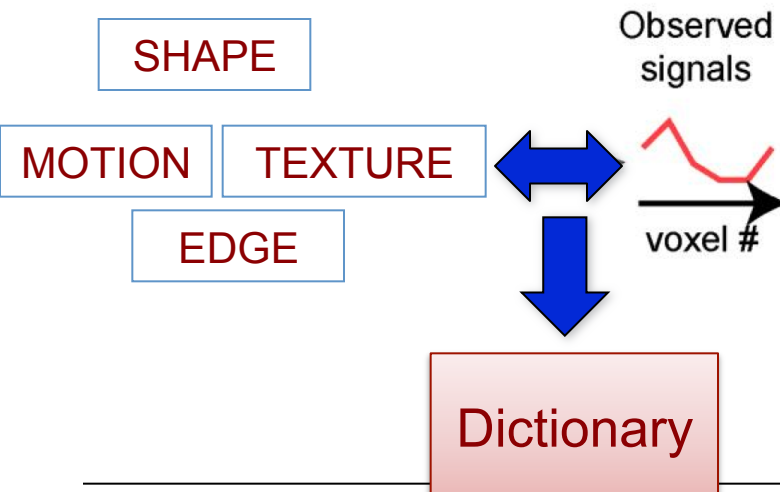 SHAPE
Observed
signals
MOTION
TEXTURE
EDGE
voxel #
Dictionary